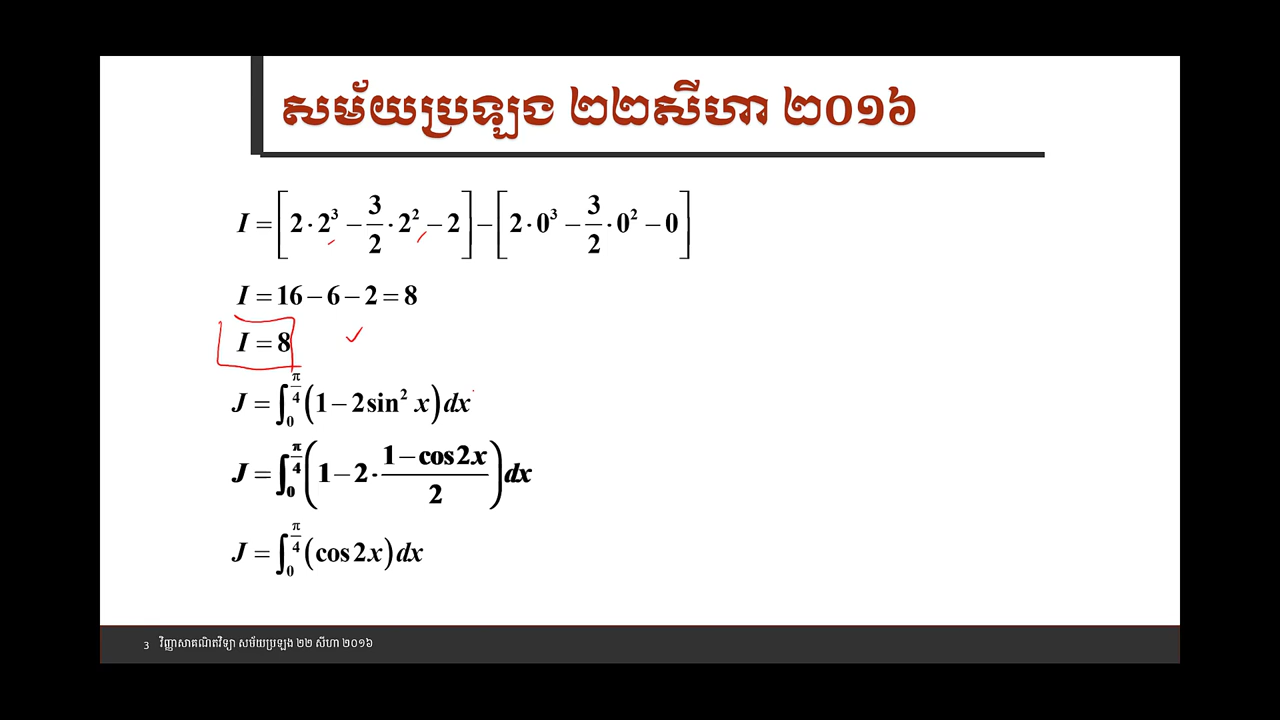 សម័យប្រឡង ២២សីហា ២០១៦
I = [2·2³ − 3/2·2² − 2] − [2·0³ − 3/2·0² − 0]
I = 16 − 6 − 2 = 8
I = 8
J = ∫₀^(π/4) (1 − 2sin² x)dx
J = ∫₀^(π/4) (1 − 2·(1 − cos2x)/2)dx
J = ∫₀^(π/4) (cos2x)dx
3 វិញ្ញាសាគណិតវិទ្យា សម័យប្រឡង ២២ សីហា ២០១៦